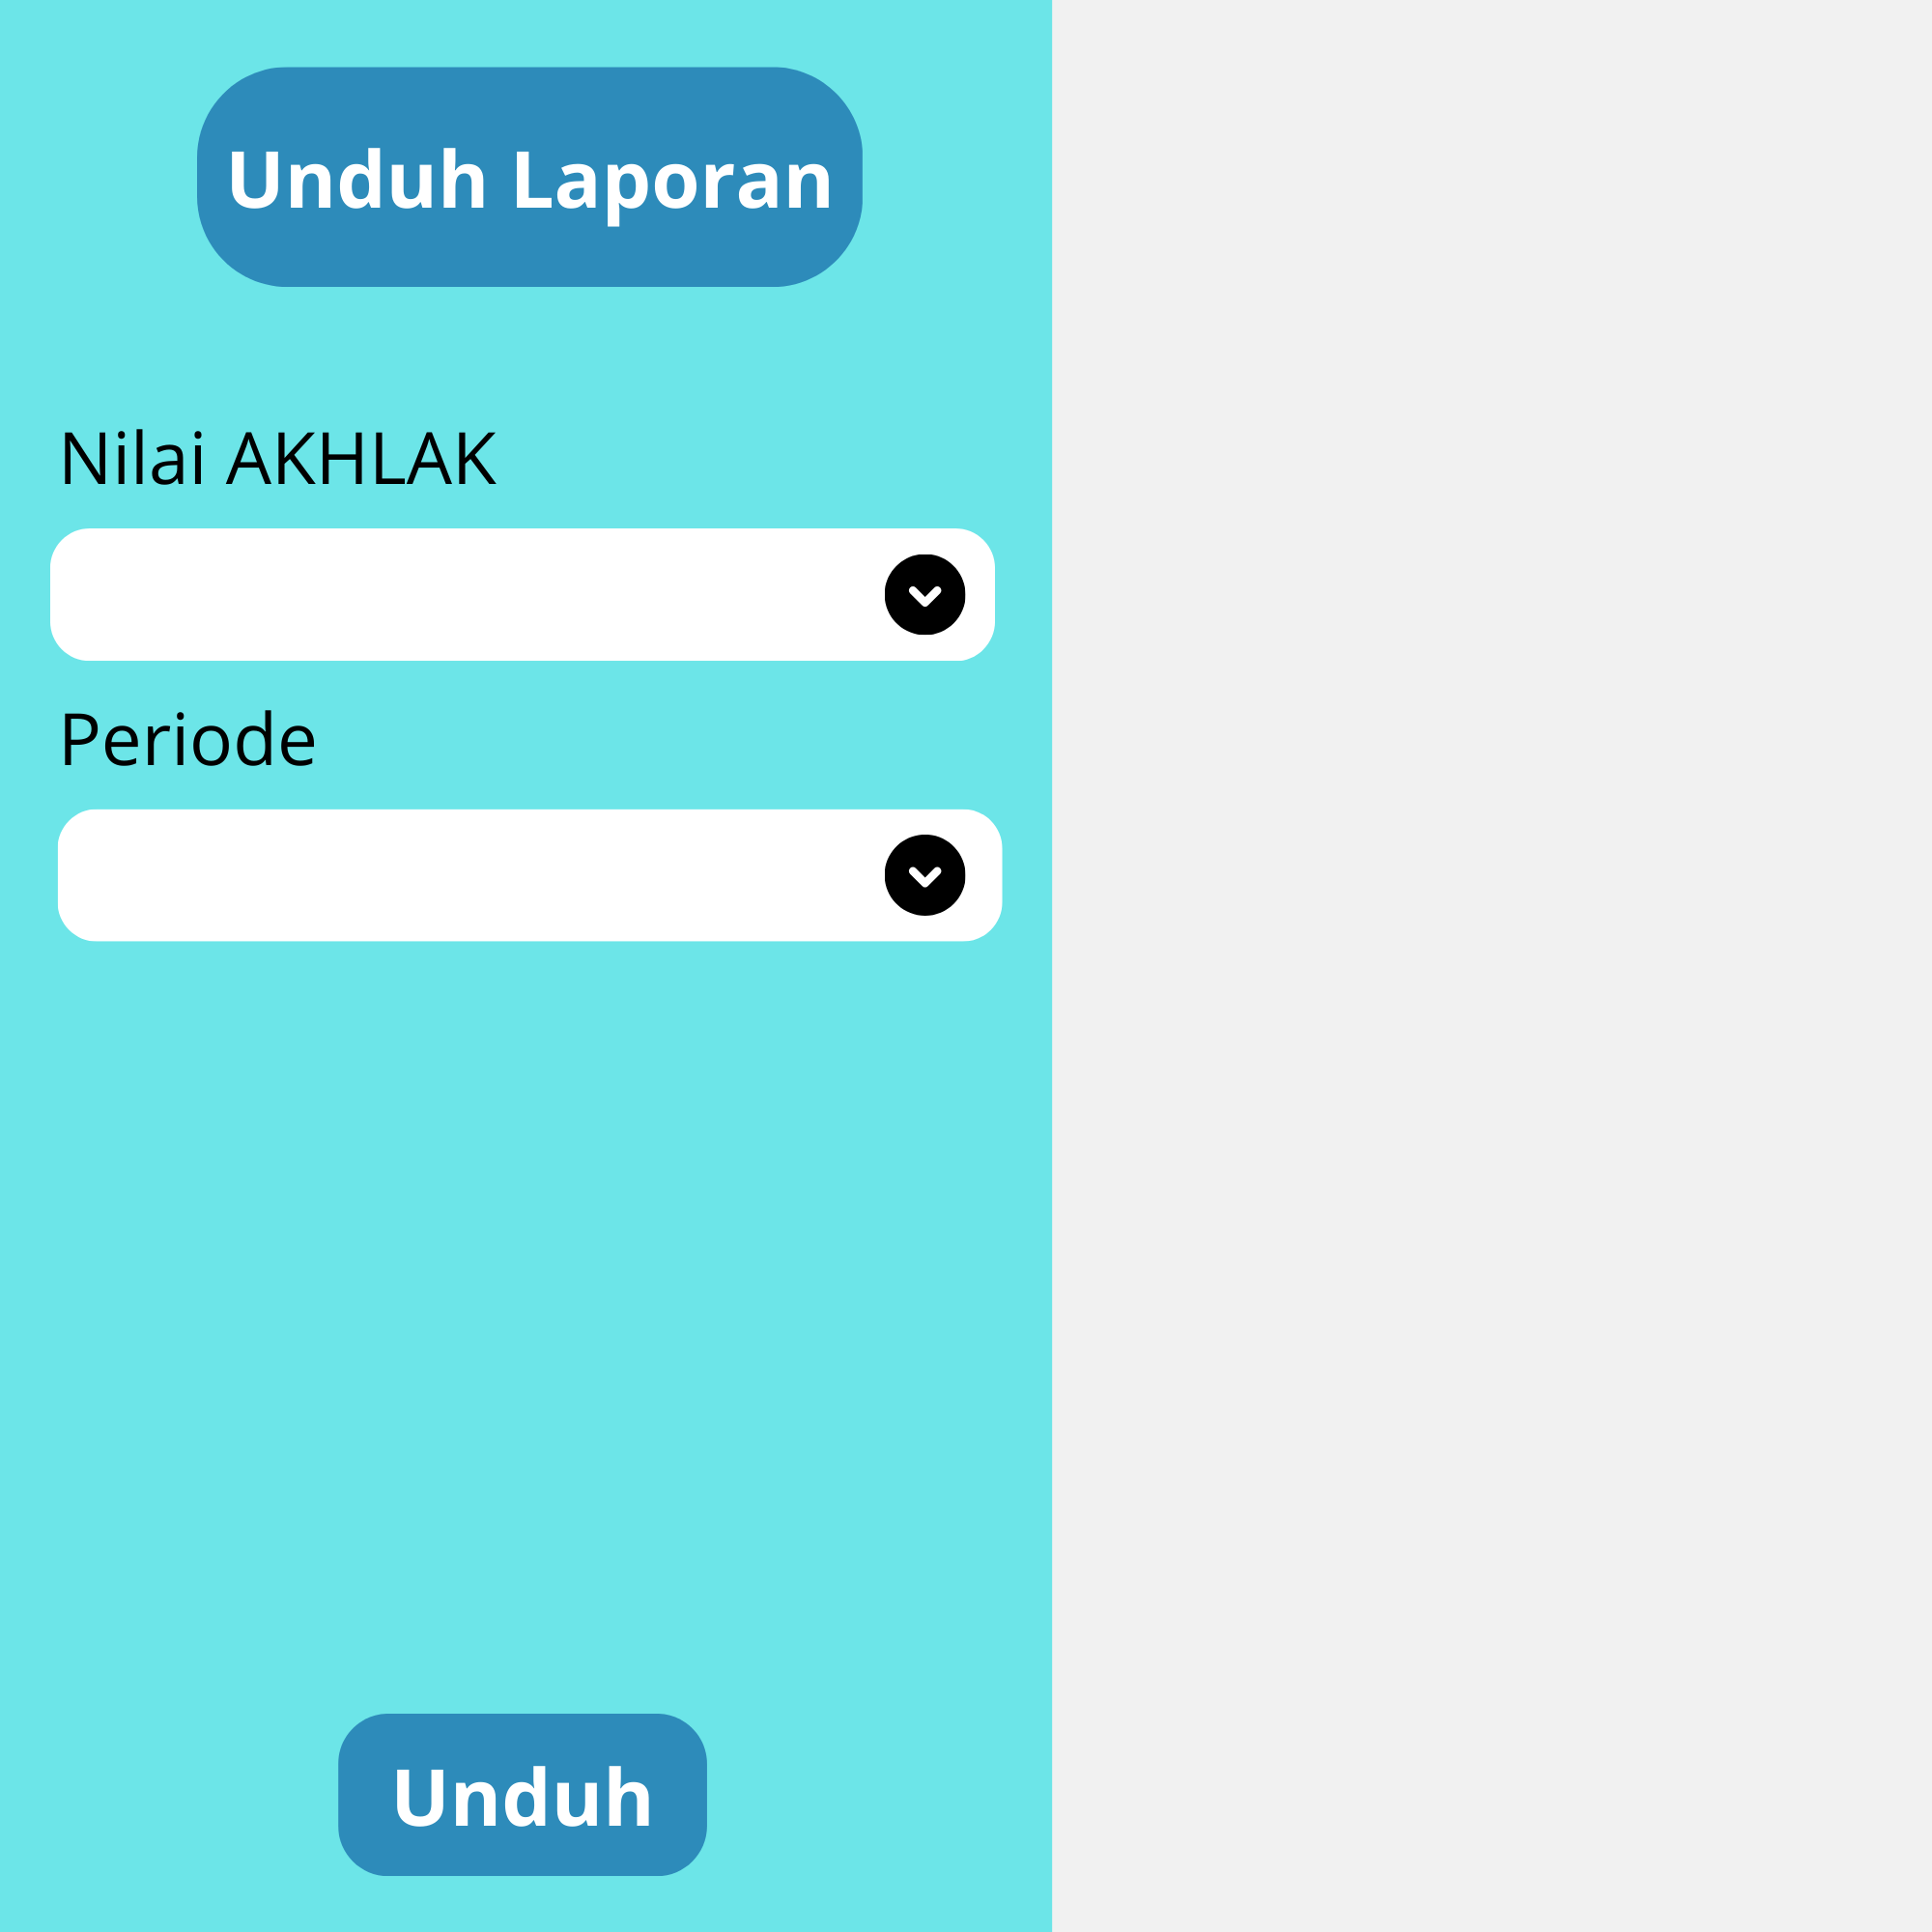 Unduh Laporan
Nilai AKHLAK
Periode
Unduh